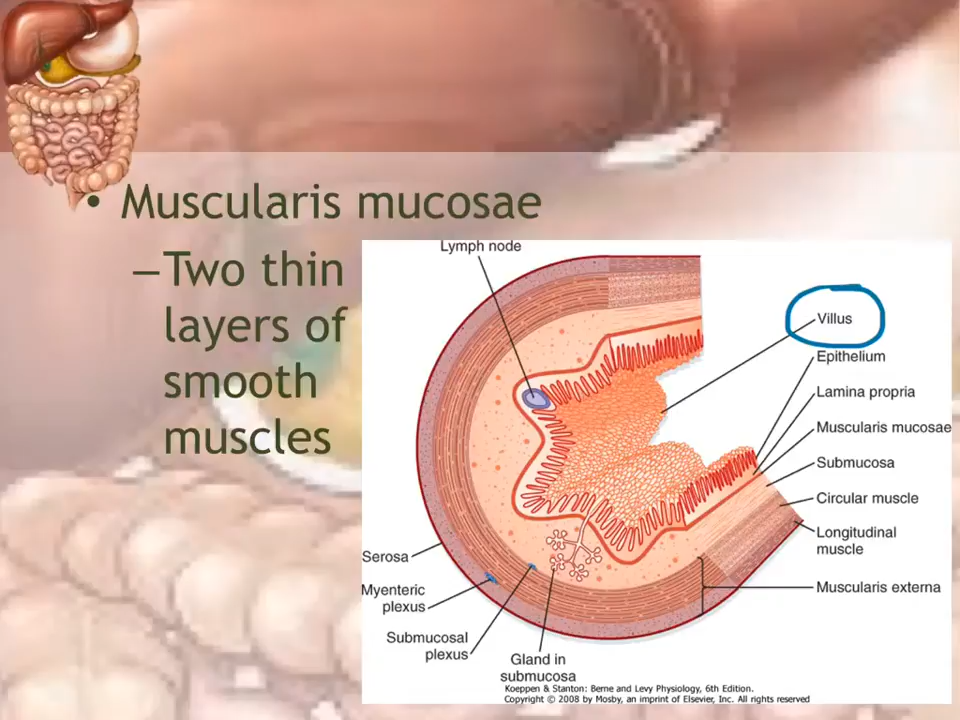 • Muscularis mucosae
–Two thin
layers of
smooth
muscles
Lymph node
Villus
Epithelium
Lamina propria
Muscularis mucosae
Submucosa
Circular muscle
Longitudinal
muscle
Muscularis externa
Serosa
Myenteric
plexus
Submucosal
plexus
Gland in
submucosa
Koeppen & Stanton: Berne and Levy Physiology, 6th Edition.
Copyright © 2008 by Mosby, an imprint of Elsevier, Inc. All rights reserved